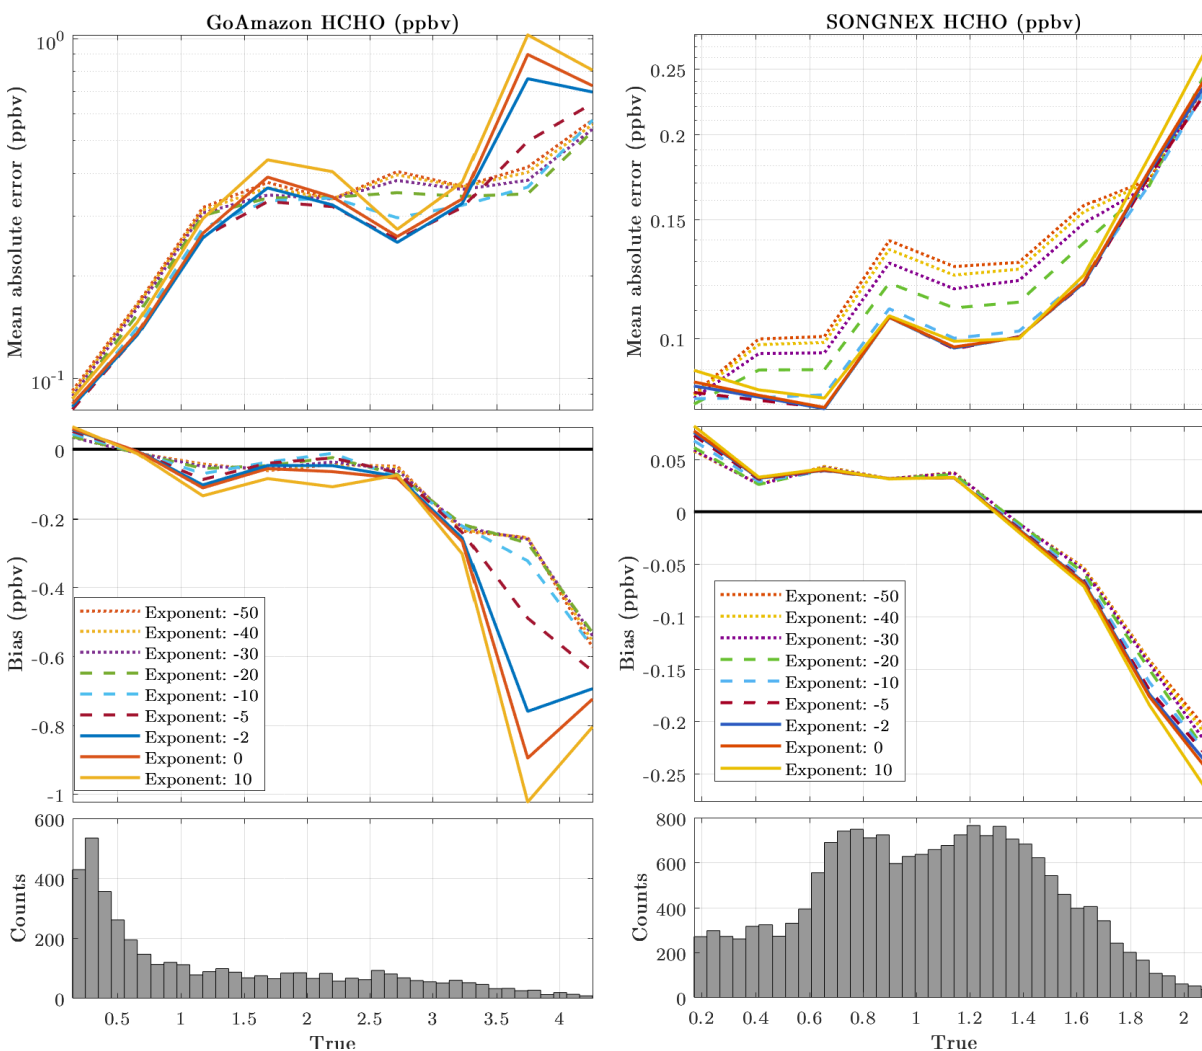 GoAmazon HCHO (ppbv)
10^0
10^-1
Mean absolute error (ppbv)
0
-0.2
-0.4
-0.6
-0.8
-1
Bias (ppbv)
Exponent: -50
Exponent: -40
Exponent: -30
Exponent: -20
Exponent: -10
Exponent: -5
Exponent: -2
Exponent: 0
Exponent: 10
600
400
200
0
Counts
0.5 1 1.5 2 2.5 3 3.5 4
True
SONGNEX HCHO (ppbv)
0.25
0.2
0.15
0.1
Mean absolute error (ppbv)
0.05
0
-0.05
-0.1
-0.15
-0.2
-0.25
Bias (ppbv)
Exponent: -50
Exponent: -40
Exponent: -30
Exponent: -20
Exponent: -10
Exponent: -5
Exponent: -2
Exponent: 0
Exponent: 10
800
600
400
200
0
Counts
0.2 0.4 0.6 0.8 1 1.2 1.4 1.6 1.8 2
True